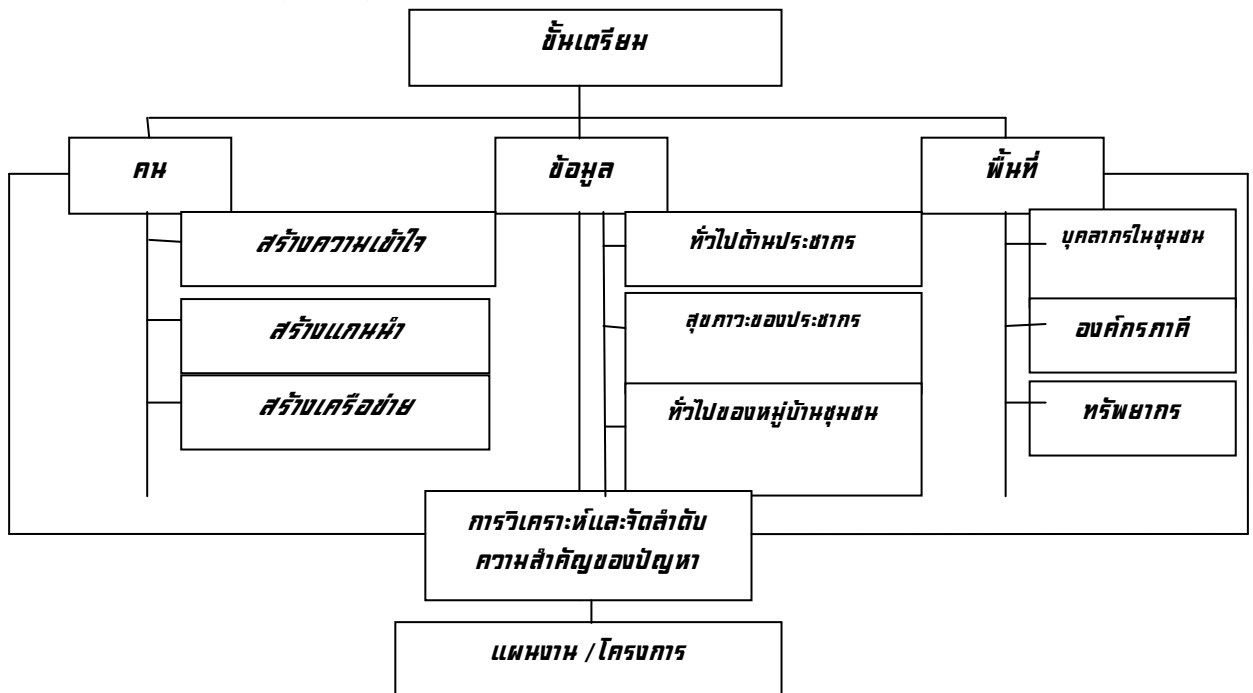 ขั้นเตรียม
คน
ข้อมูล
พื้นที่
สร้างความเข้าใจ
ทั่วไปด้านประชากร
บุคลากรในชุมชน
สร้างแกนนำ
สุขภาวะของประชากร
องค์กรภาคี
สร้างเครือข่าย
ทั่วไปของหมู่บ้านชุมชน
ทรัพยากร
การวิเคราะห์และจัดลำดับ
ความสำคัญของปัญหา
แผนงาน /โครงการ